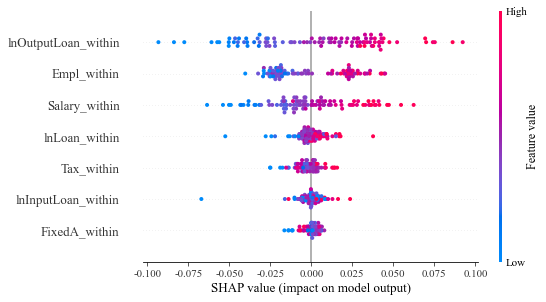 High
lnOutputLoan_within
Empl_within
Salary_within
lnLoan_within
Tax_within
lnInputLoan_within
FixedA_within
Feature value
Low
-0.100 -0.075 -0.050 -0.025 0.000 0.025 0.050 0.075 0.100
SHAP value (impact on model output)